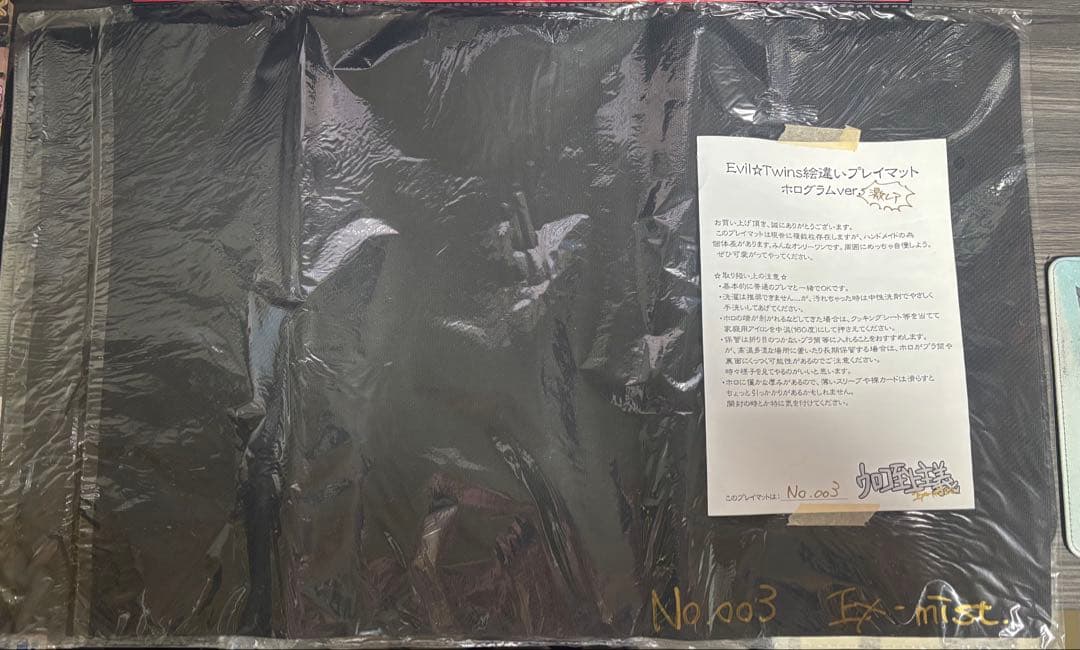 Evil☆Twins絵違いプレイマット
ホログラムver. 激レア
お買い上げ頂き、誠にありがとうございます。
このプレイマットは現世に複数枚存在しますが、ハンドメイドの為
個体差があります。みんなオンリーワンです。周囲にめっちゃ自慢しよう。
ぜひ可愛がってやってください。
☆取り扱い上の注意☆
・基本的に普通のプレマと一緒でOKです。
・洗濯は推奨できません…が、汚れちゃった時は中性洗剤でやさしく
手洗いしてあげてください。
・ホロの端が剥がれるなどしてきた場合は、クッキングシート等を当てて
家庭用アイロンを中温(160度)にして押さえてください。
・保管は折り目のつかないプラ筒等に入れることをおすすめします。
が、高温多湿な場所に置いたり長期保管する場合は、ホロがプラ筒や
裏面にくっつく可能性があるのでご注意ください。
時々様子を見てやるのがいいと思います。
・ホロに僅かな厚みがあるので、薄いスリーブや裸カードは滑らすと
ちょっと引っかかりがあるかもしれません。
開封の時とか特に気を付けてください。
このプレイマットは: No.003
No.003